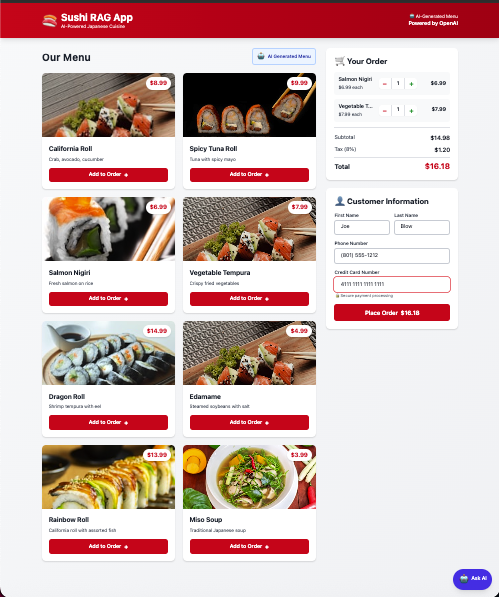 Sushi RAG App
AI-Powered Japanese Cuisine
AI-Generated Menu
Powered by OpenAI
Our Menu
AI Generated Menu
$8.99
California Roll
Crab, avocado, cucumber
Add to Order +
$9.99
Spicy Tuna Roll
Tuna with spicy mayo
Add to Order +
$6.99
Salmon Nigiri
Fresh salmon on rice
Add to Order +
$7.99
Vegetable Tempura
Crispy fried vegetables
Add to Order +
$14.99
Dragon Roll
Shrimp tempura with eel
Add to Order +
$4.99
Edamame
Steamed soybeans with salt
Add to Order +
$13.99
Rainbow Roll
California roll with assorted fish
Add to Order +
$3.99
Miso Soup
Traditional Japanese soup
Add to Order +
Your Order
Salmon Nigiri
$6.99 each
− 1 +
$6.99
Vegetable T...
$7.99 each
− 1 +
$7.99
Subtotal $14.98
Tax (8%) $1.20
Total $16.18
Customer Information
First Name
Joe
Last Name
Blow
Phone Number
(801) 555-1212
Credit Card Number
4111 1111 1111 1111
Secure payment processing
Place Order $16.18
Ask AI